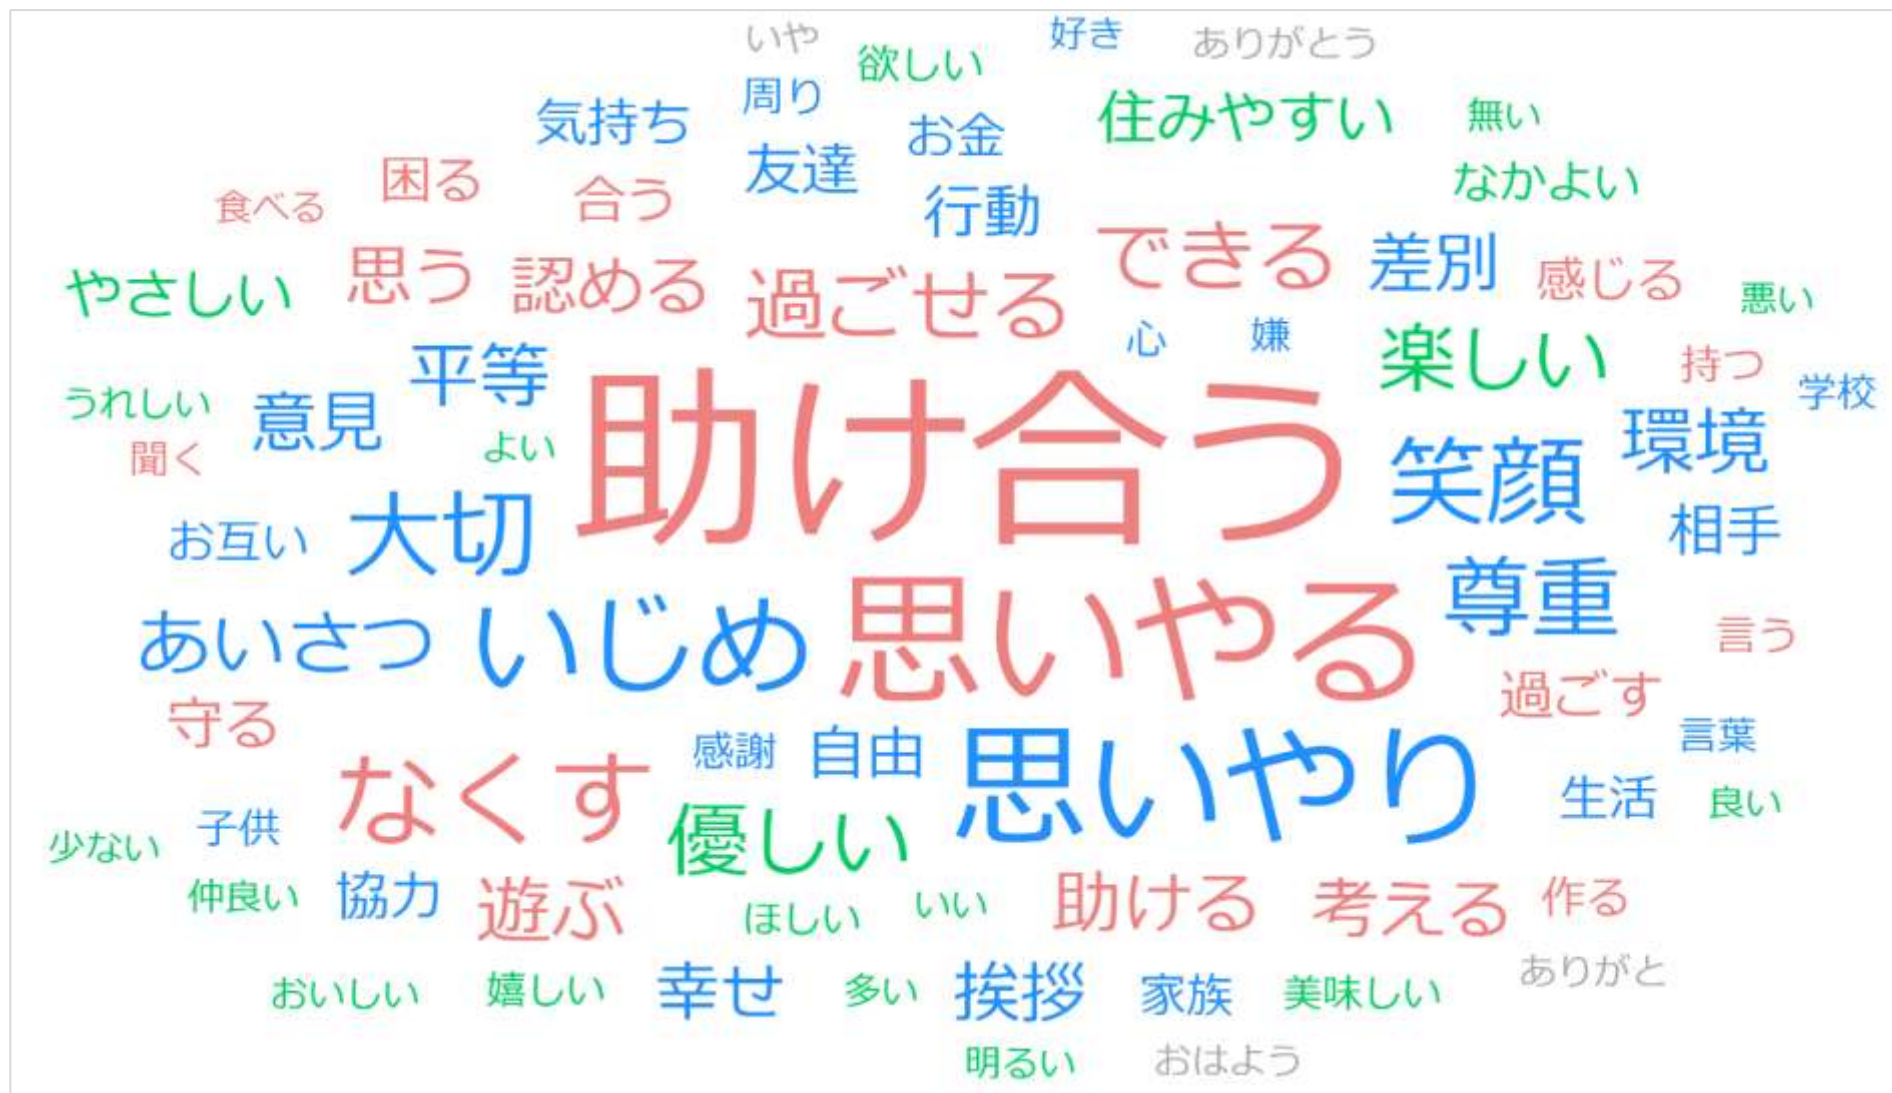 いや
好き
ありがとう
欲しい
周り
気持ち
お金
住みやすい
無い
友達
困る
合う
なかよい
食べる
行動
できる
差別
感じる
やさしい
思う
認める
過ごせる
悪い
心
嫌
楽しい
持つ
学校
平等
うれしい
意見
よい
聞く
助け合う
笑顔
環境
お互い
大切
相手
尊重
あいさつ
いじめ
思いやる
言う
守る
過ごす
なくす
感謝
自由
思いやり
言葉
生活
良い
少ない
子供
優しい
仲良い
協力
遊ぶ
ほしい
いい
助ける
考える
作る
おいしい
嬉しい
幸せ
多い
挨拶
家族
美味しい
ありがと
明るい
おはよう